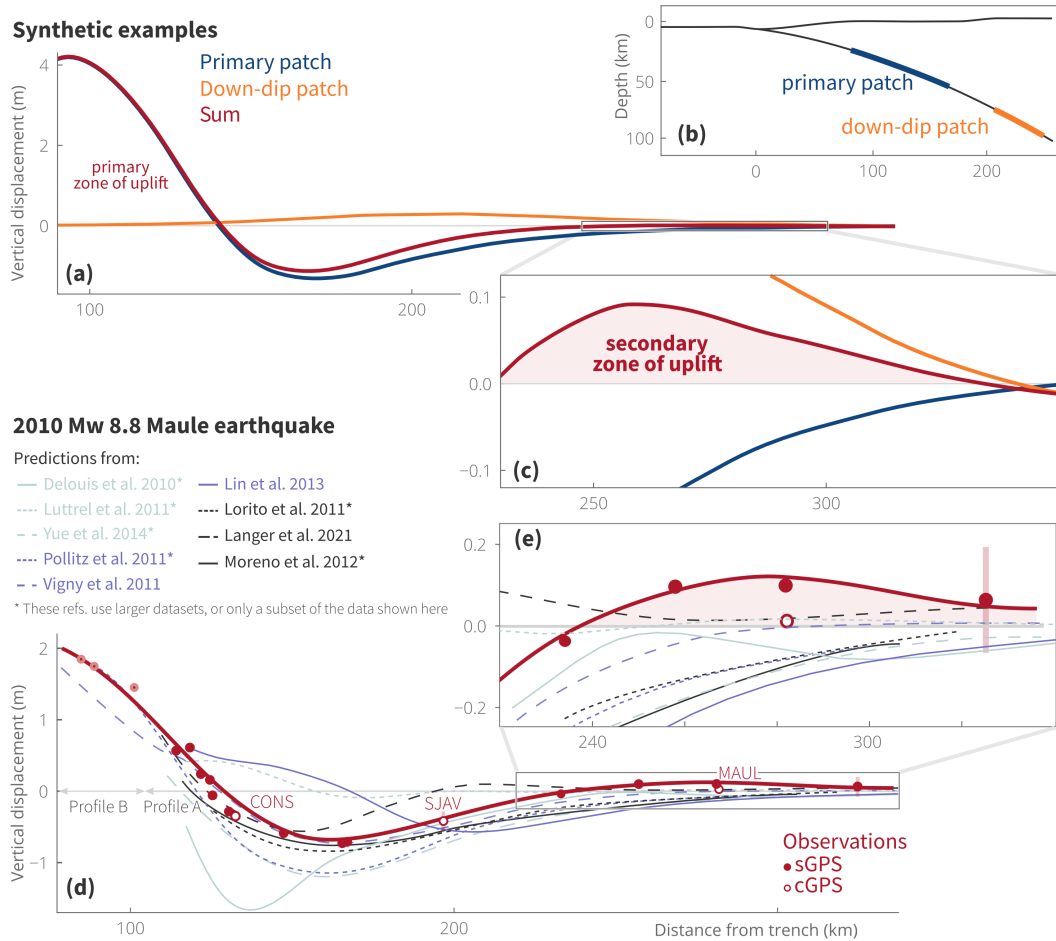 Synthetic examples
Primary patch
Down-dip patch
Sum
primary
zone of uplift
Vertical displacement (m)
4
2
0
(a)
100
200
0
50
100
Depth (km)
primary patch
down-dip patch
(b)
0
100
200
0.1
0.0
−0.1
secondary
zone of uplift
(c)
250
300
2010 Mw 8.8 Maule earthquake
Predictions from:
Delouis et al. 2010*
Luttrel et al. 2011*
Yue et al. 2014*
Pollitz et al. 2011*
Vigny et al. 2011
Lin et al. 2013
Lorito et al. 2011*
Langer et al. 2021
Moreno et al. 2012*
* These refs. use larger datasets, or only a subset of the data shown here
(e)
0.2
0.0
−0.2
240
300
Vertical displacement (m)
2
1
0
−1
Profile B
Profile A
CONS
SJAV
MAUL
Observations
sGPS
cGPS
(d)
100
200
Distance from trench (km)